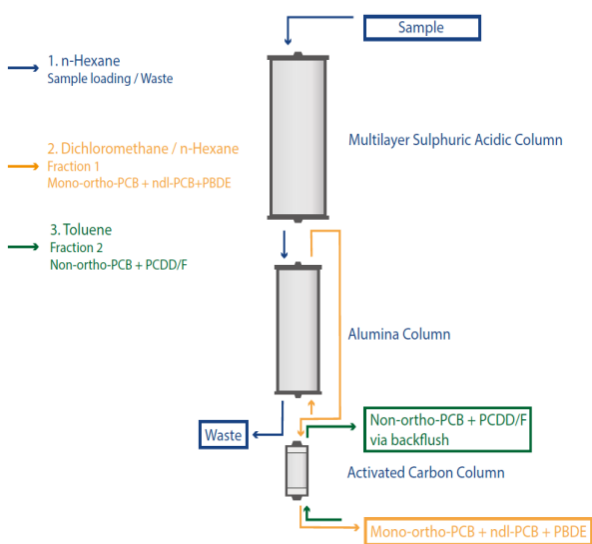 Sample
1. n-Hexane
Sample loading / Waste
Multilayer Sulphuric Acidic Column
2. Dichloromethane / n-Hexane
Fraction 1
Mono-ortho-PCB + ndl-PCB+PBDE
3. Toluene
Fraction 2
Non-ortho-PCB + PCDD/F
Alumina Column
Waste
Non-ortho-PCB + PCDD/F
via backflush
Activated Carbon Column
Mono-ortho-PCB + ndl-PCB + PBDE